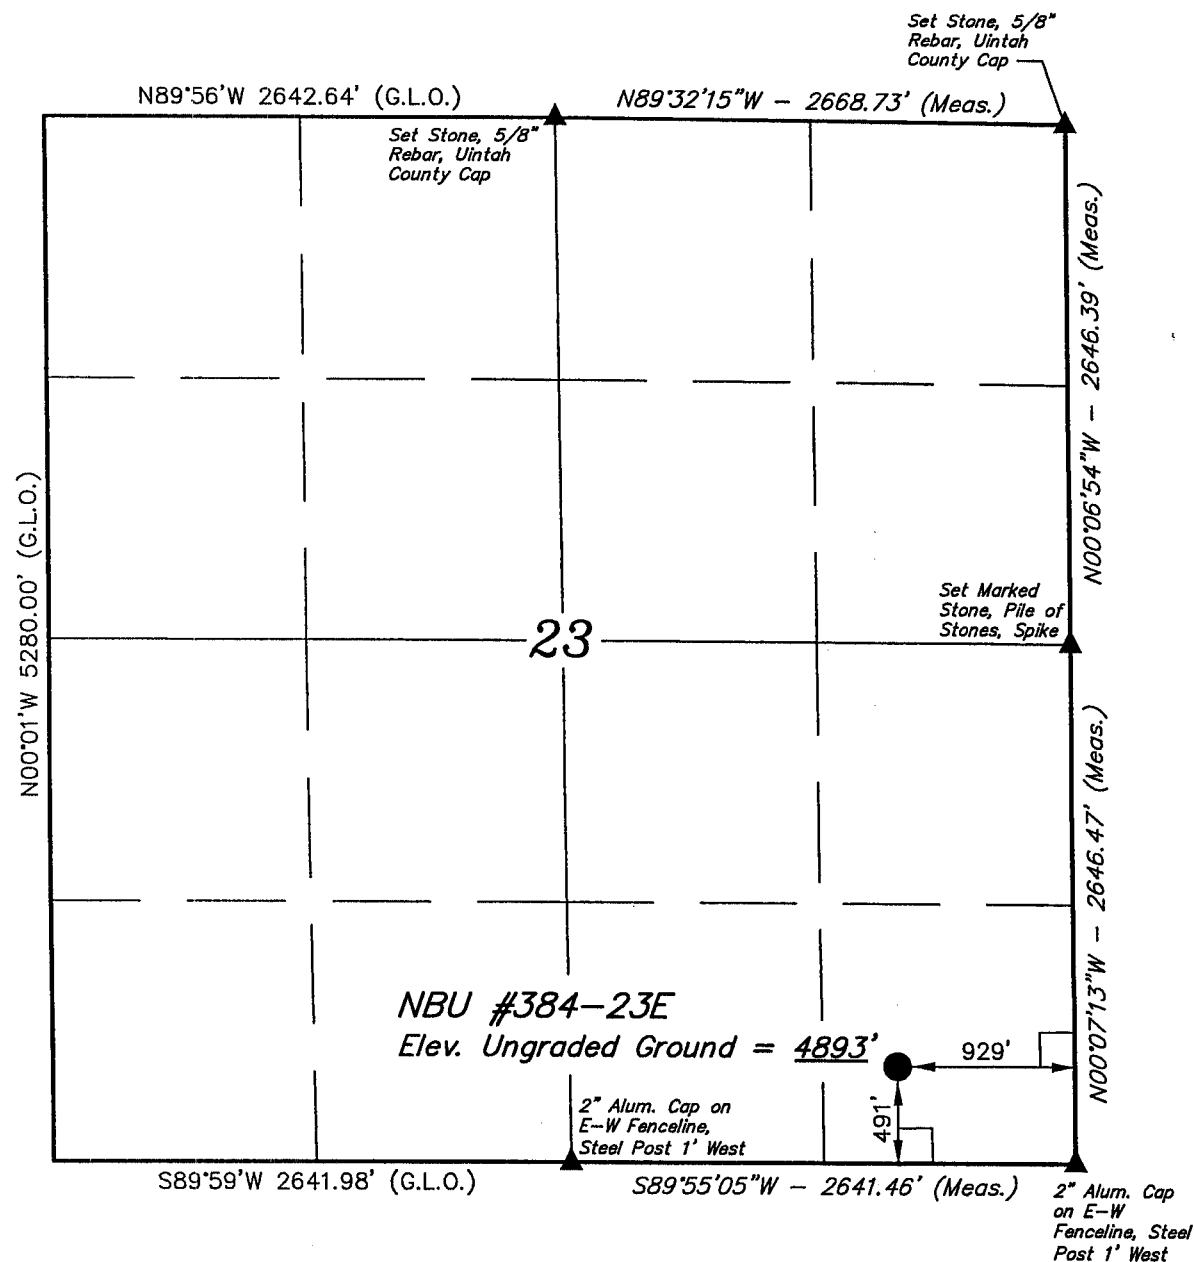 Set Stone, 5/8"
Rebar, Uintah
County Cap
N89°56'W 2642.64' (G.L.O.)
N89°32'15"W - 2668.73' (Meas.)
Set Stone, 5/8"
Rebar, Uintah
County Cap
N00°06'54"W - 2646.39' (Meas.)
N00°01'W 5280.00' (G.L.O.)
Set Marked
Stone, Pile of
Stones, Spike
23
N00°07'13"W - 2646.47' (Meas.)
NBU #384-23E
Elev. Ungraded Ground = 4893'
929'
491'
2" Alum. Cap on
E-W Fenceline,
Steel Post 1' West
S89°59'W 2641.98' (G.L.O.)
S89°55'05"W - 2641.46' (Meas.)
2" Alum. Cap
on E-W
Fenceline, Steel
Post 1' West